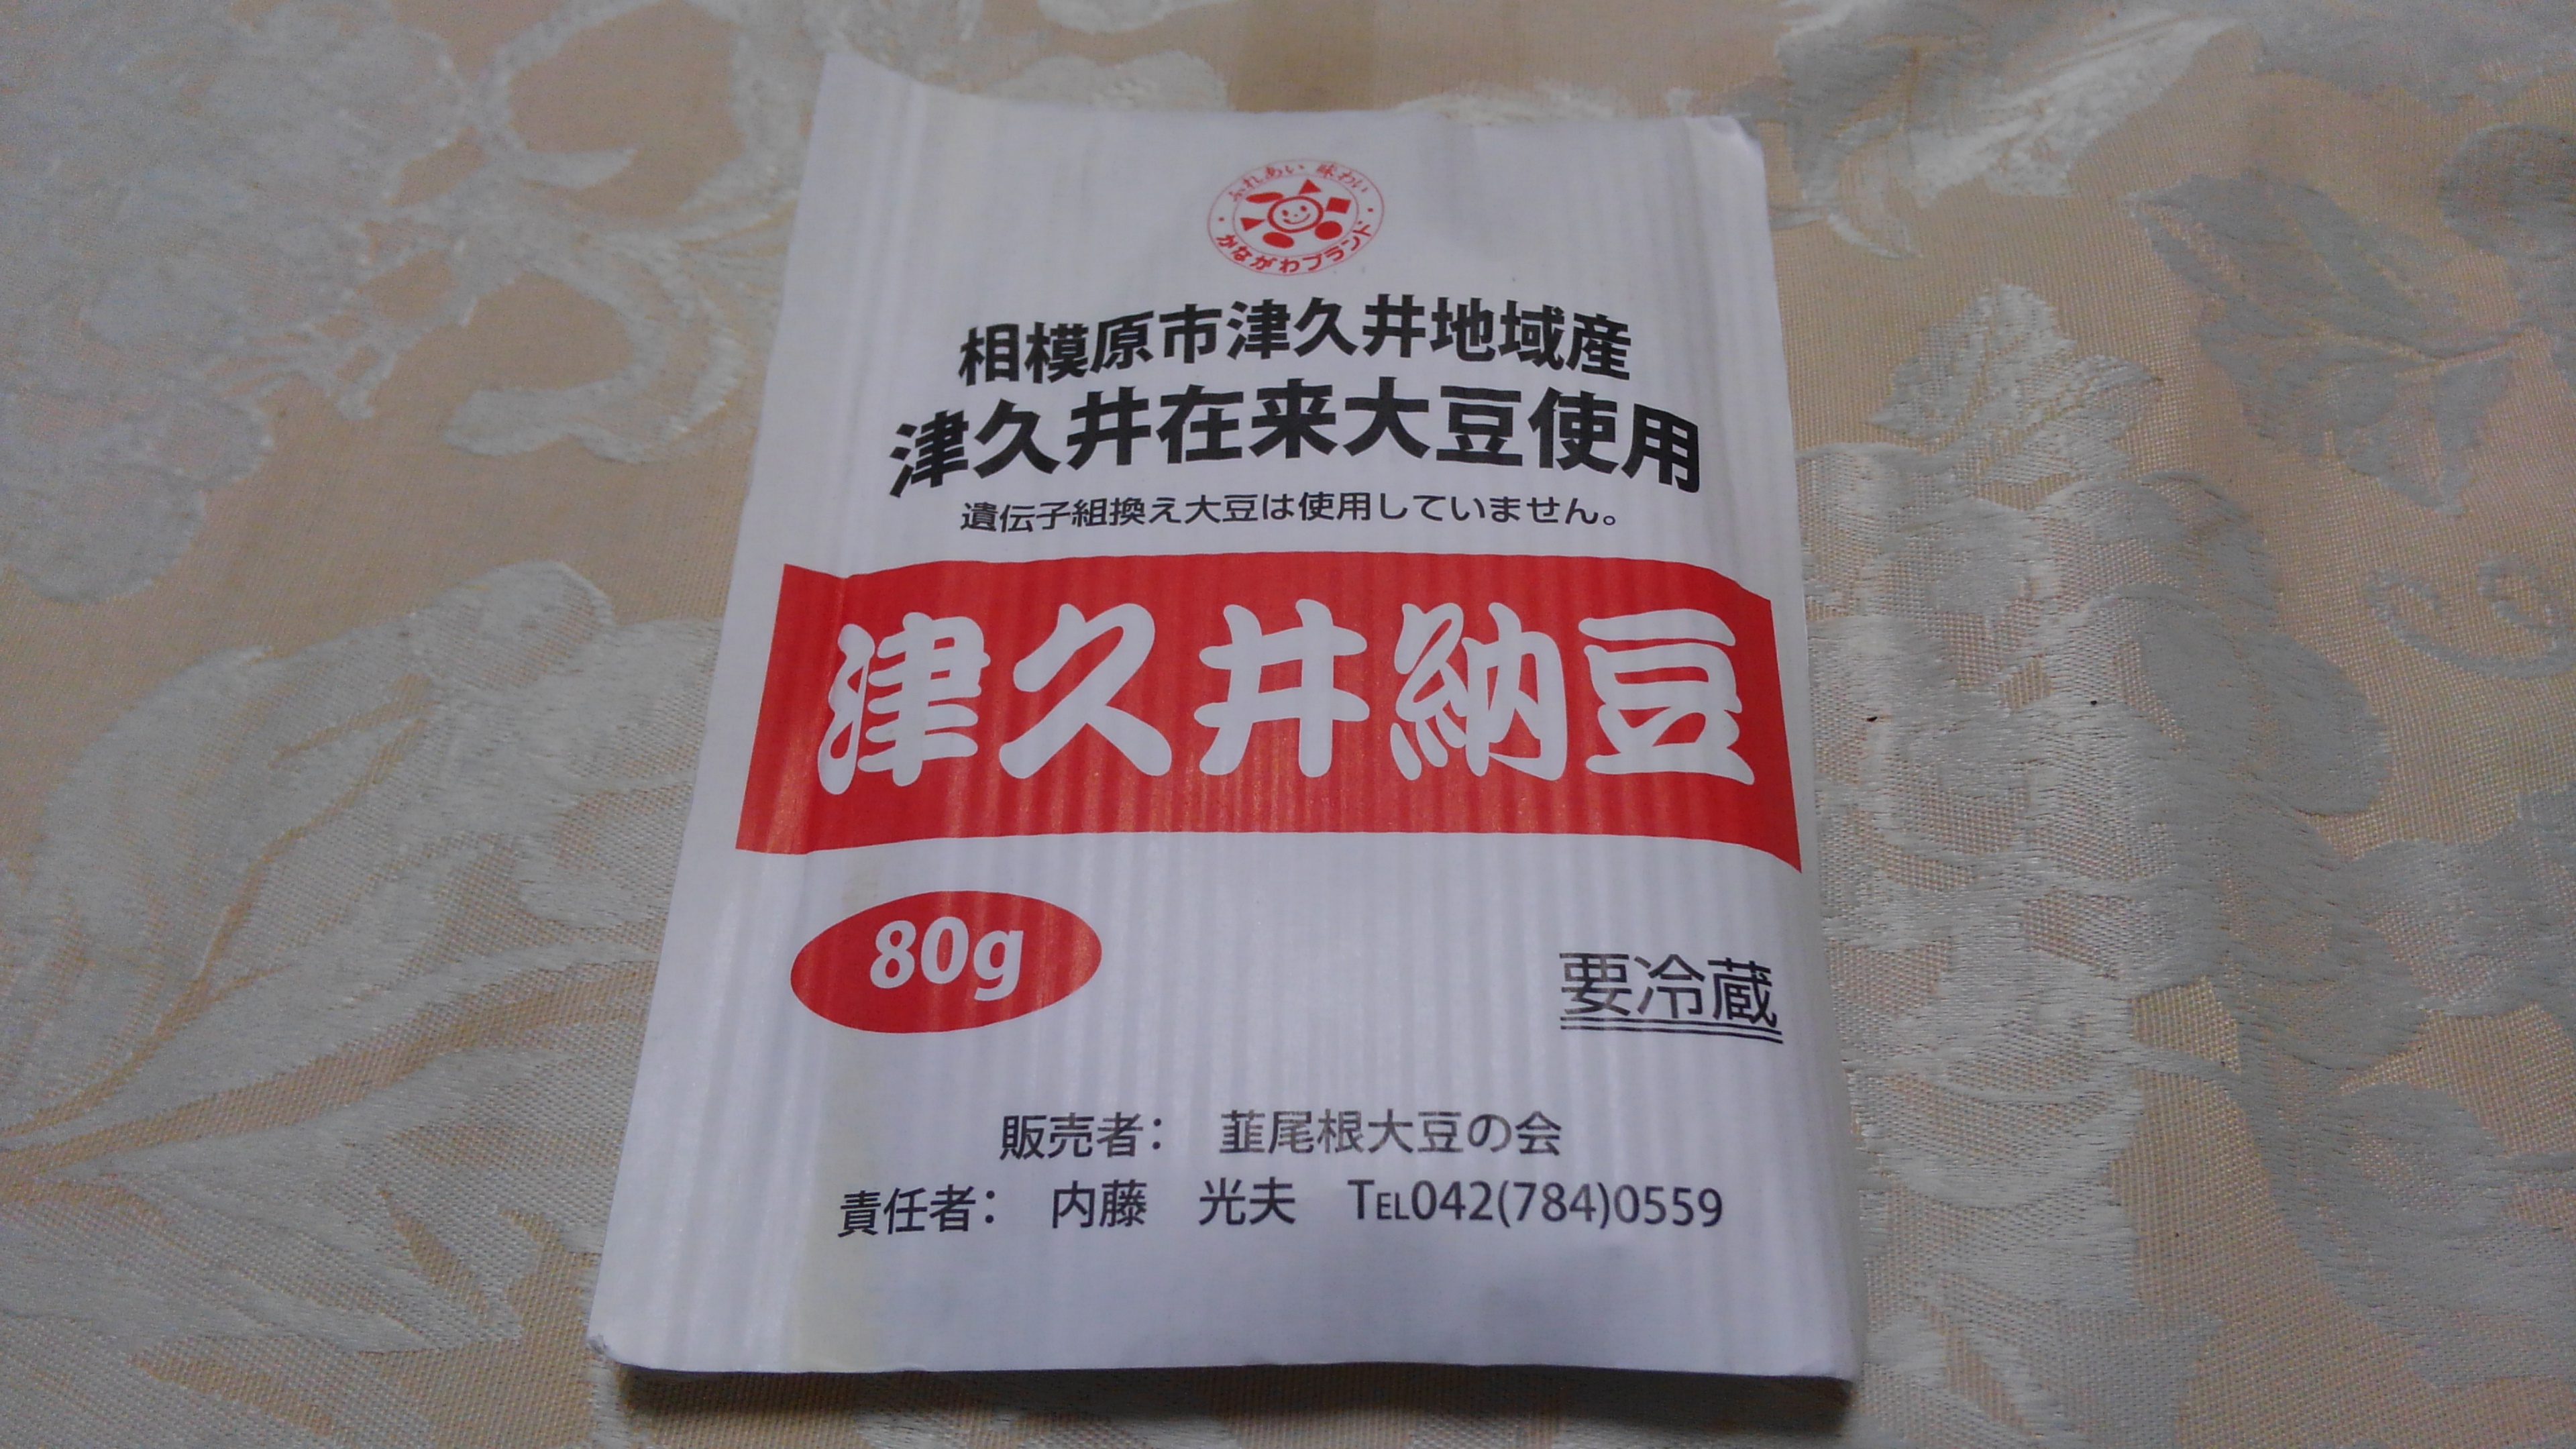 ふれあい 味わい
かながわブランド
相模原市津久井地域産
津久井在来大豆使用
遺伝子組換え大豆は使用していません。
津久井納豆
80g
要冷蔵
販売者： 韮尾根大豆の会
責任者： 内藤 光夫 TEL042(784)0559